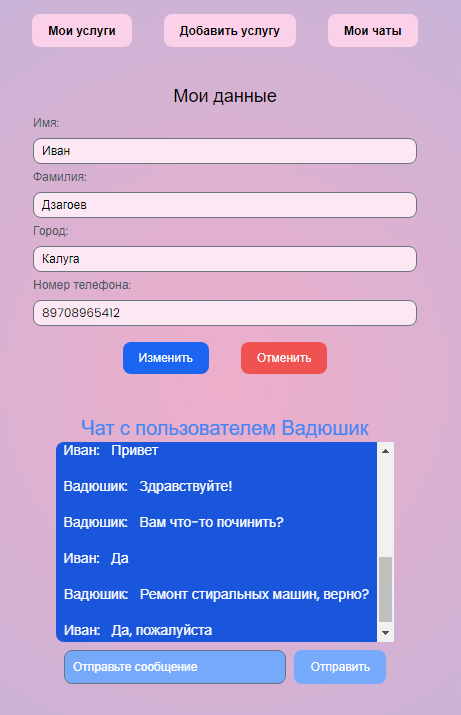 Мои услуги Добавить услугу Мои чаты
Мои данные
Имя:
Иван
Фамилия:
Дзагоев
Город:
Калуга
Номер телефона:
89708965412
Изменить Отменить
Чат с пользователем Вадюшик
Иван: Привет
Вадюшик: Здравствуйте!
Вадюшик: Вам что-то починить?
Иван: Да
Вадюшик: Ремонт стиральных машин, верно?
Иван: Да, пожалуйста
Отправьте сообщение Отправить